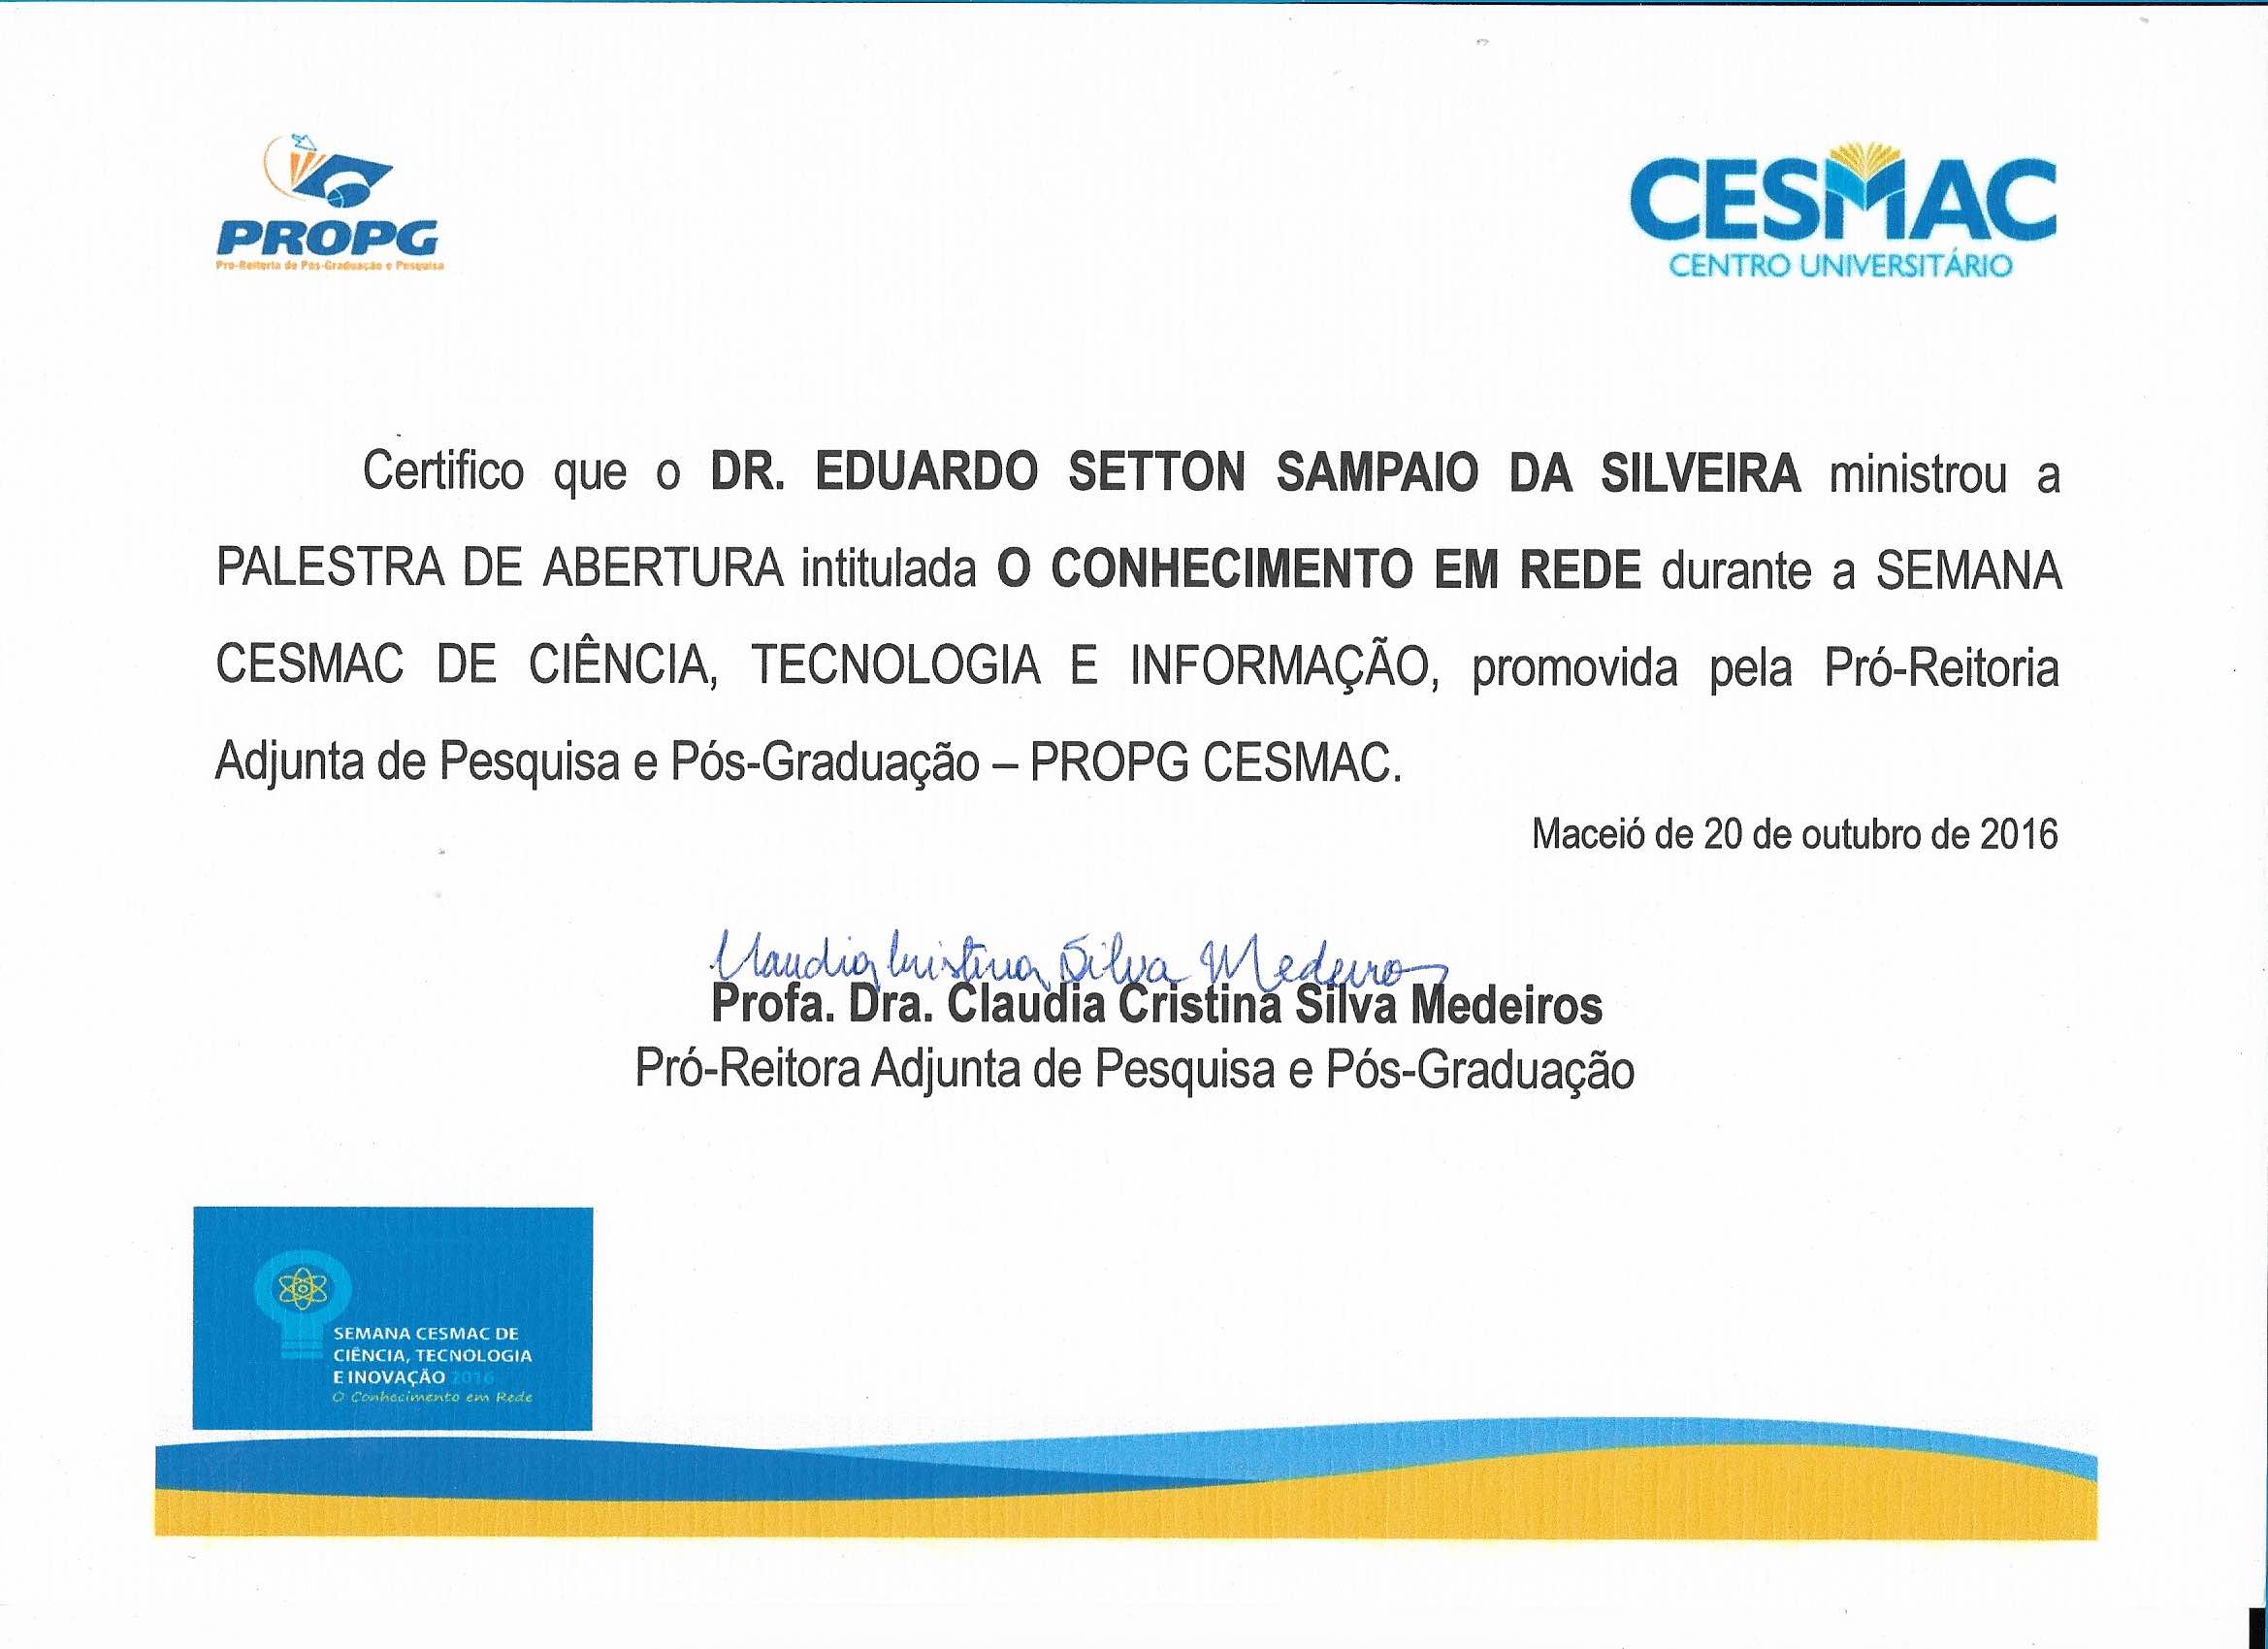 PROPG
Pró-Reitoria de Pós-Graduação e Pesquisa
CESMAC
CENTRO UNIVERSITÁRIO
Certifico que o DR. EDUARDO SETTON SAMPAIO DA SILVEIRA ministrou a
PALESTRA DE ABERTURA intitulada O CONHECIMENTO EM REDE durante a SEMANA
CESMAC DE CIÊNCIA, TECNOLOGIA E INFORMAÇÃO, promovida pela Pró-Reitoria
Adjunta de Pesquisa e Pós-Graduação – PROPG CESMAC.
Maceió de 20 de outubro de 2016
Claudia Cristina Silva Medeiros
Profa. Dra. Claudia Cristina Silva Medeiros
Pró-Reitora Adjunta de Pesquisa e Pós-Graduação
SEMANA CESMAC DE
CIÊNCIA, TECNOLOGIA
E INOVAÇÃO 2016
O Conhecimento em Rede